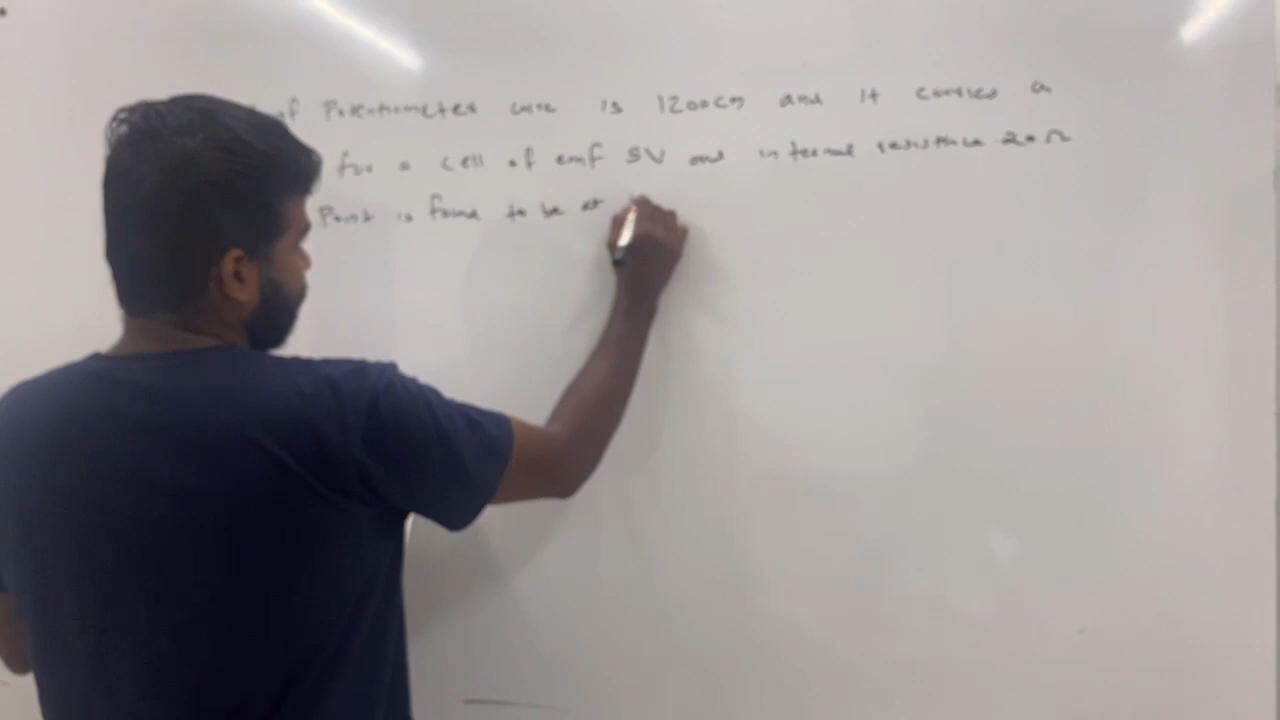 of Potentiometer wire is 1200cm and it carries a
for a cell of emf 5V and internal resistance 20Ω
Point is found to be at